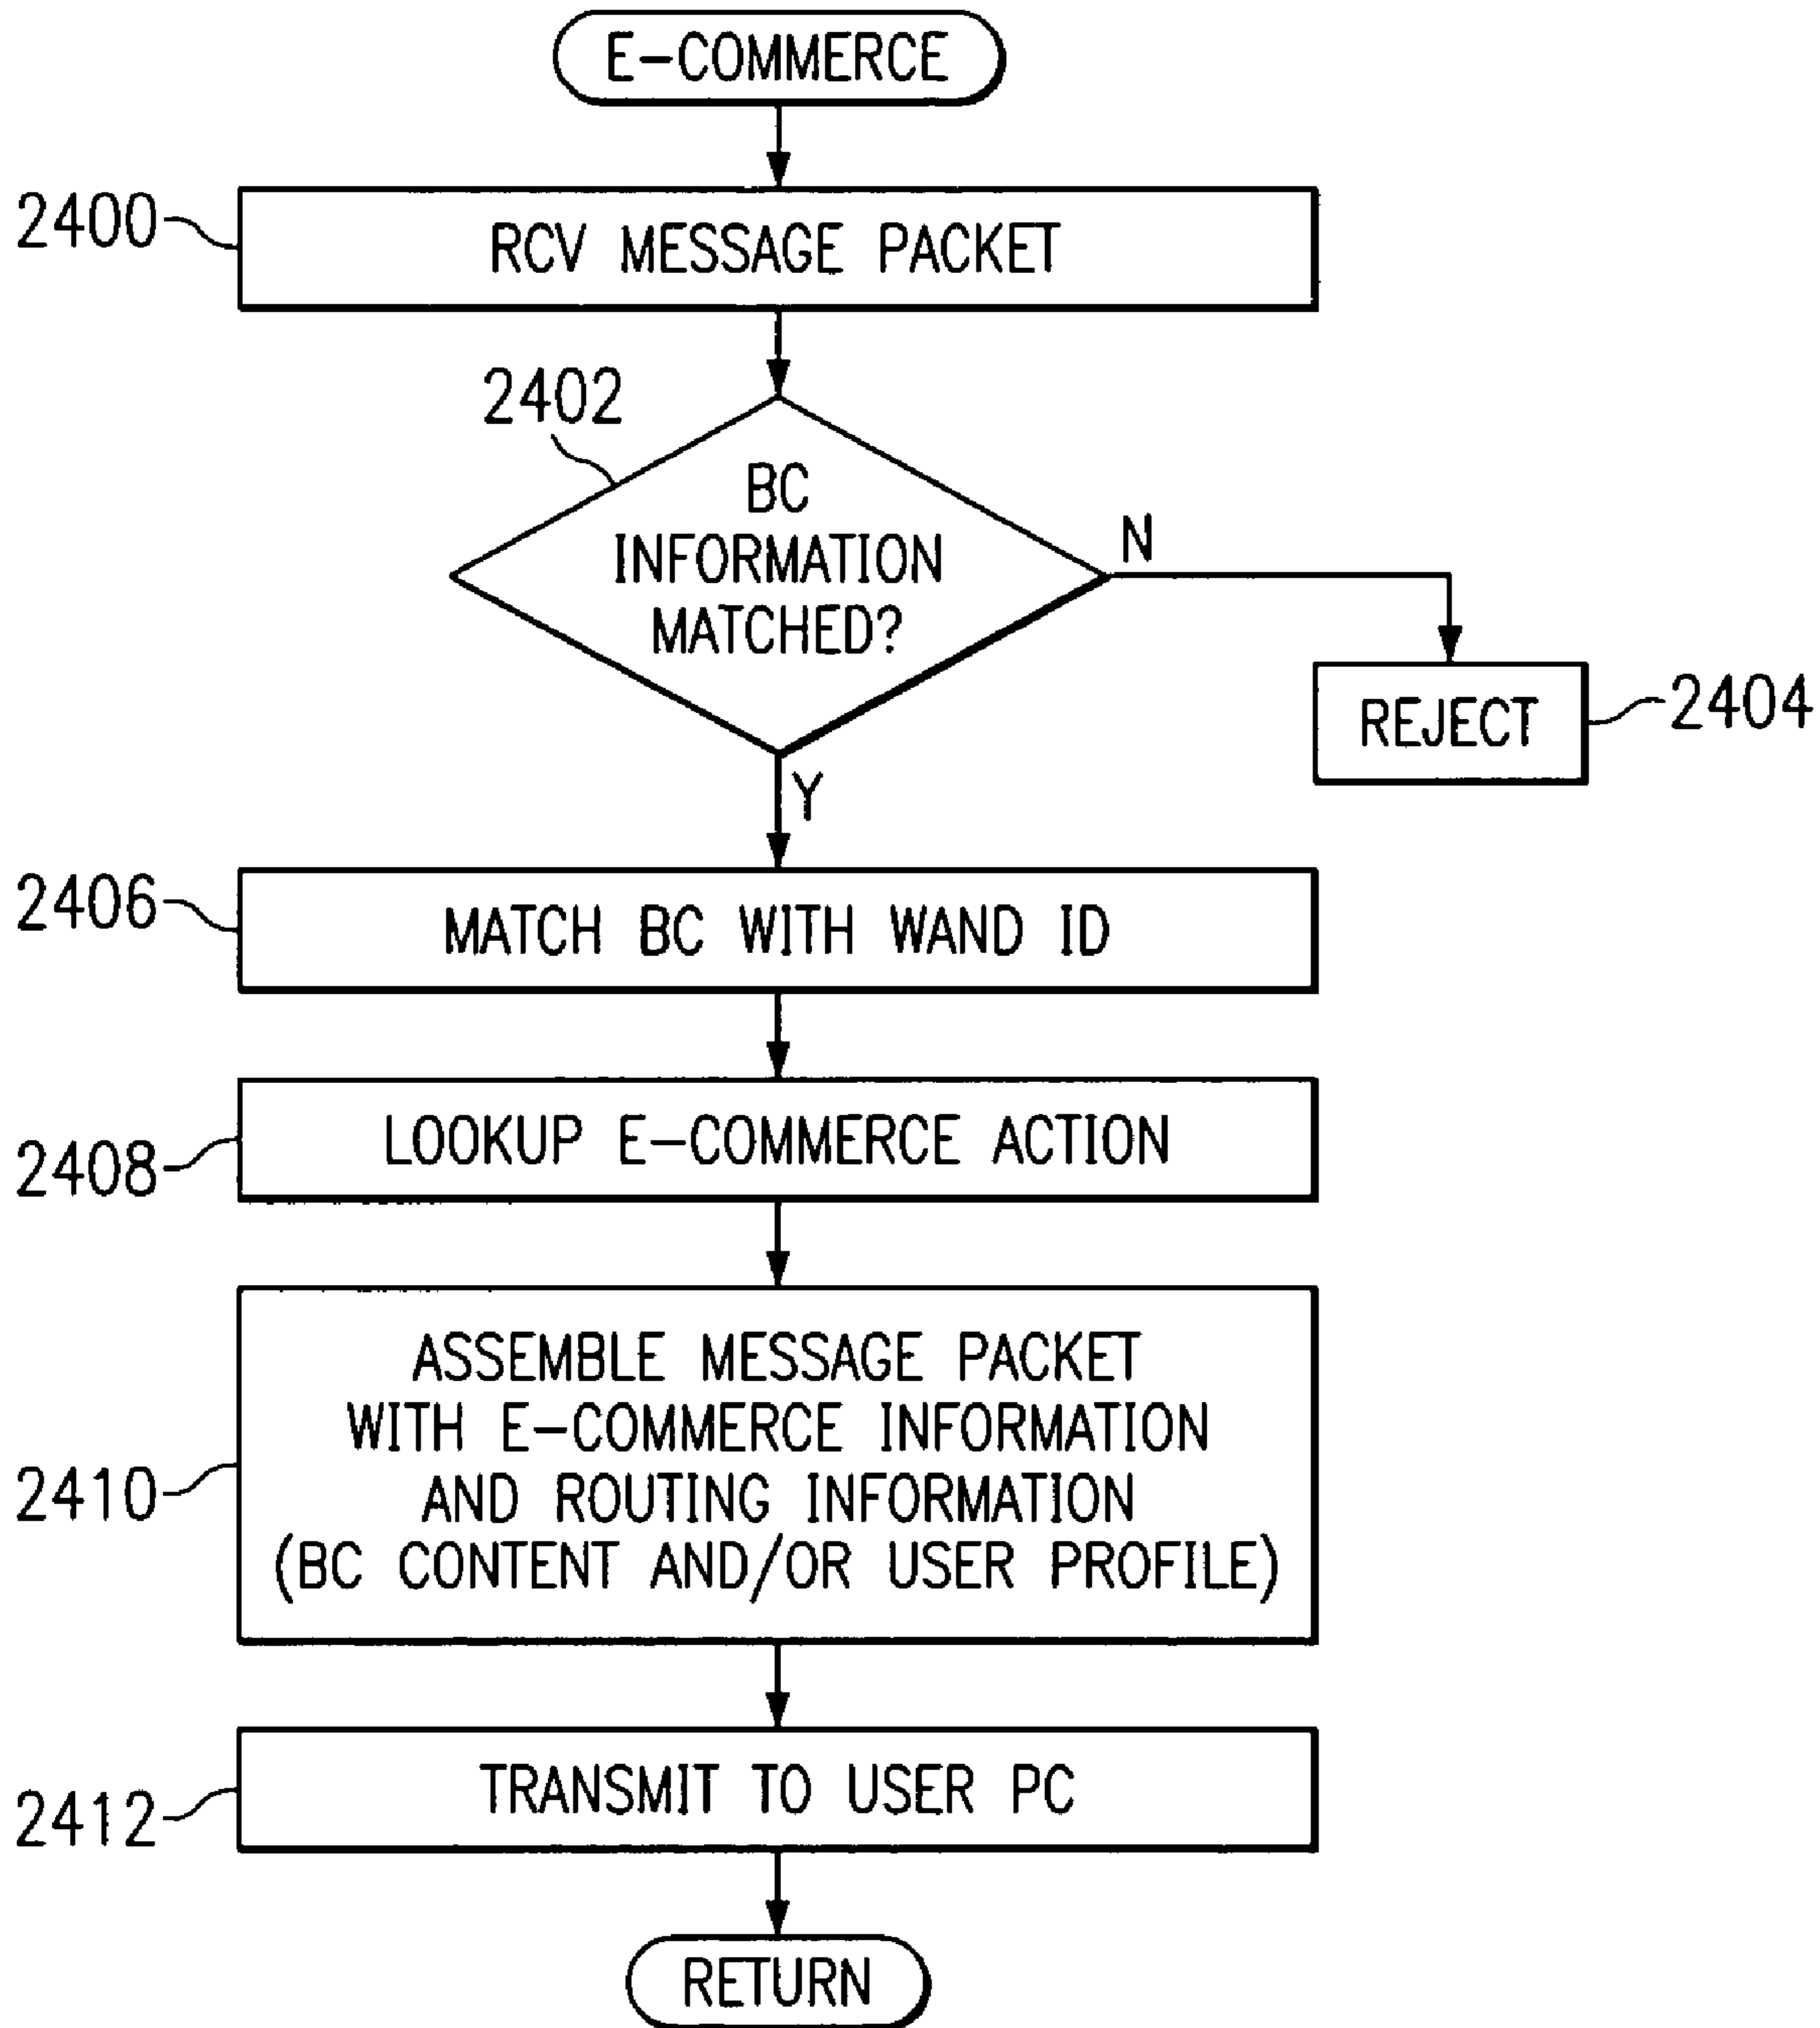 E-COMMERCE
2400
RCV MESSAGE PACKET
2402
BC
INFORMATION
MATCHED?
N
REJECT
2404
Y
2406
MATCH BC WITH WAND ID
2408
LOOKUP E-COMMERCE ACTION
2410
ASSEMBLE MESSAGE PACKET
WITH E-COMMERCE INFORMATION
AND ROUTING INFORMATION
(BC CONTENT AND/OR USER PROFILE)
2412
TRANSMIT TO USER PC
RETURN